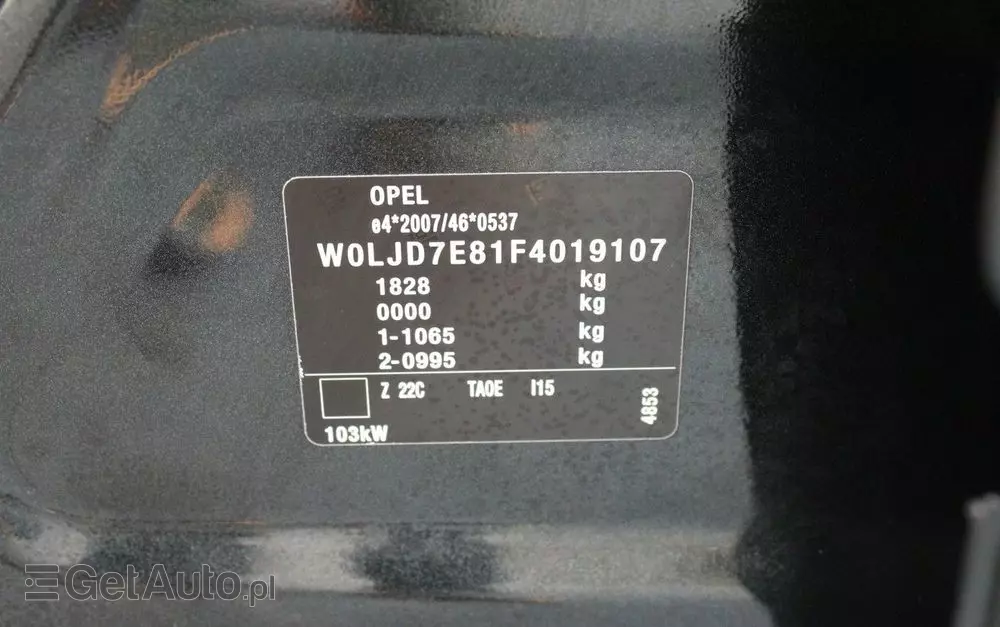 OPEL
e4*2007/46*0537
W0LJD7E81F4019107
1828 kg
0000 kg
1-1065 kg
2-0995 kg
Z 22C TA0E I15
4853
103kW
GetAuto.pl